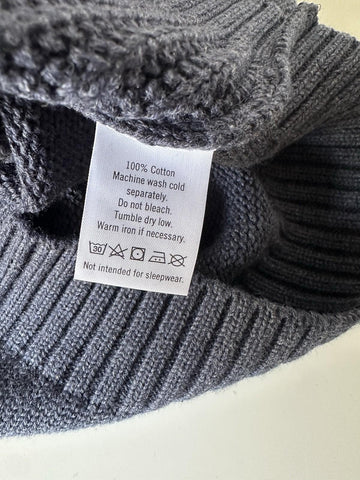 100% Cotton
Machine wash cold
separately.
Do not bleach.
Tumble dry low.
Warm iron if necessary.
30
Not intended for sleepwear.